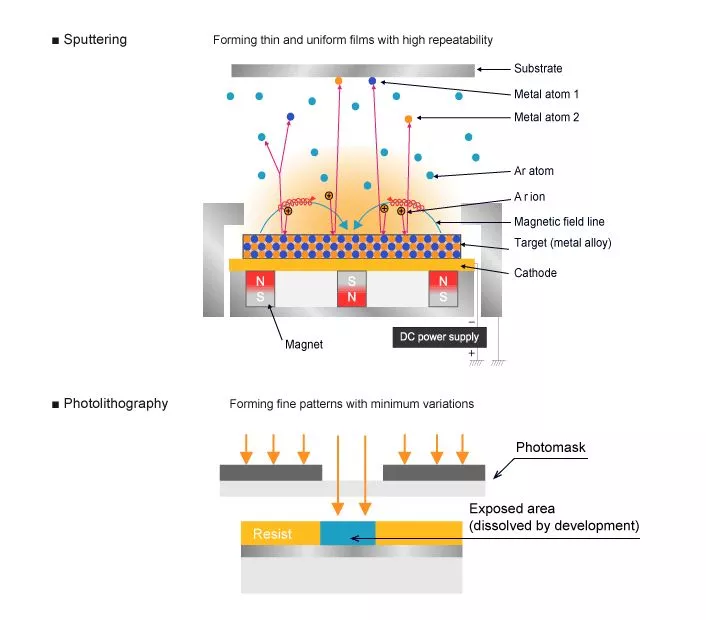 ■ Sputtering
Forming thin and uniform films with high repeatability
Substrate
Metal atom 1
Metal atom 2
Ar atom
Ar ion
Magnetic field line
Target (metal alloy)
Cathode
N
S
S
N
N
S
Magnet
−
DC power supply
+
+
+
+
+
■ Photolithography
Forming fine patterns with minimum variations
Photomask
Exposed area
(dissolved by development)
Resist